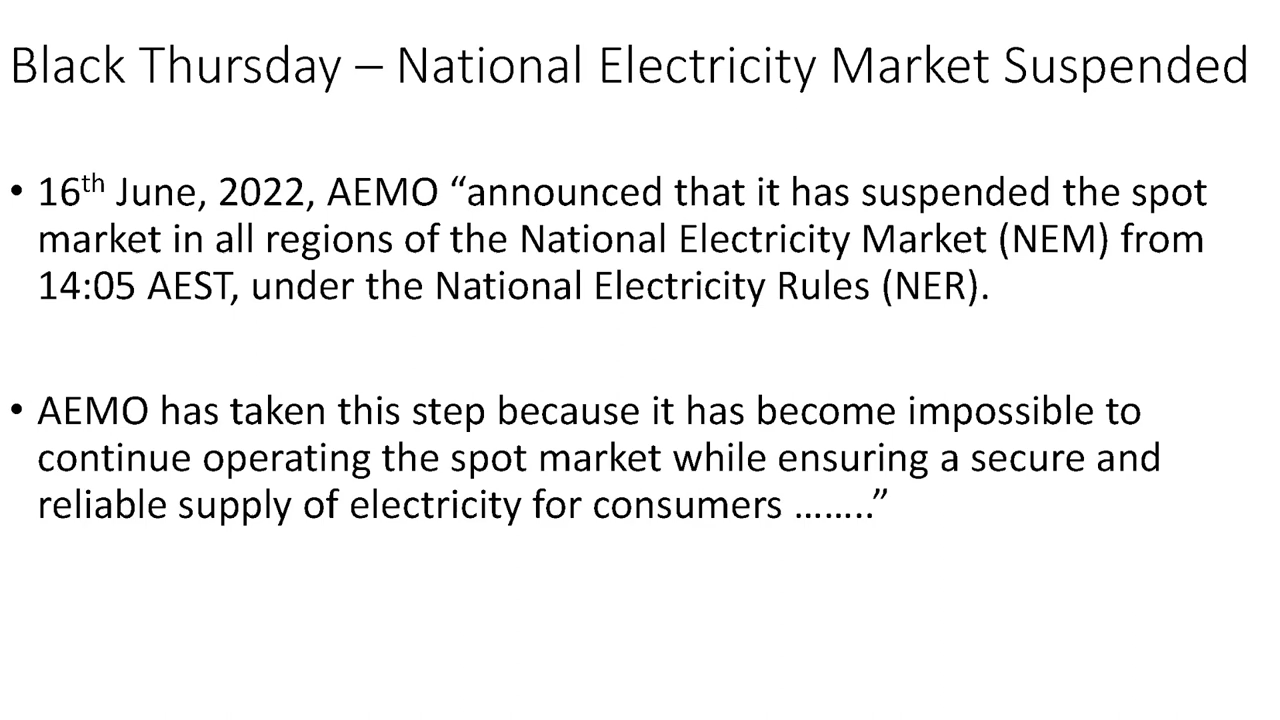 Black Thursday – National Electricity Market Suspended
• 16th June, 2022, AEMO “announced that it has suspended the spot
market in all regions of the National Electricity Market (NEM) from
14:05 AEST, under the National Electricity Rules (NER).
• AEMO has taken this step because it has become impossible to
continue operating the spot market while ensuring a secure and
reliable supply of electricity for consumers ……..”